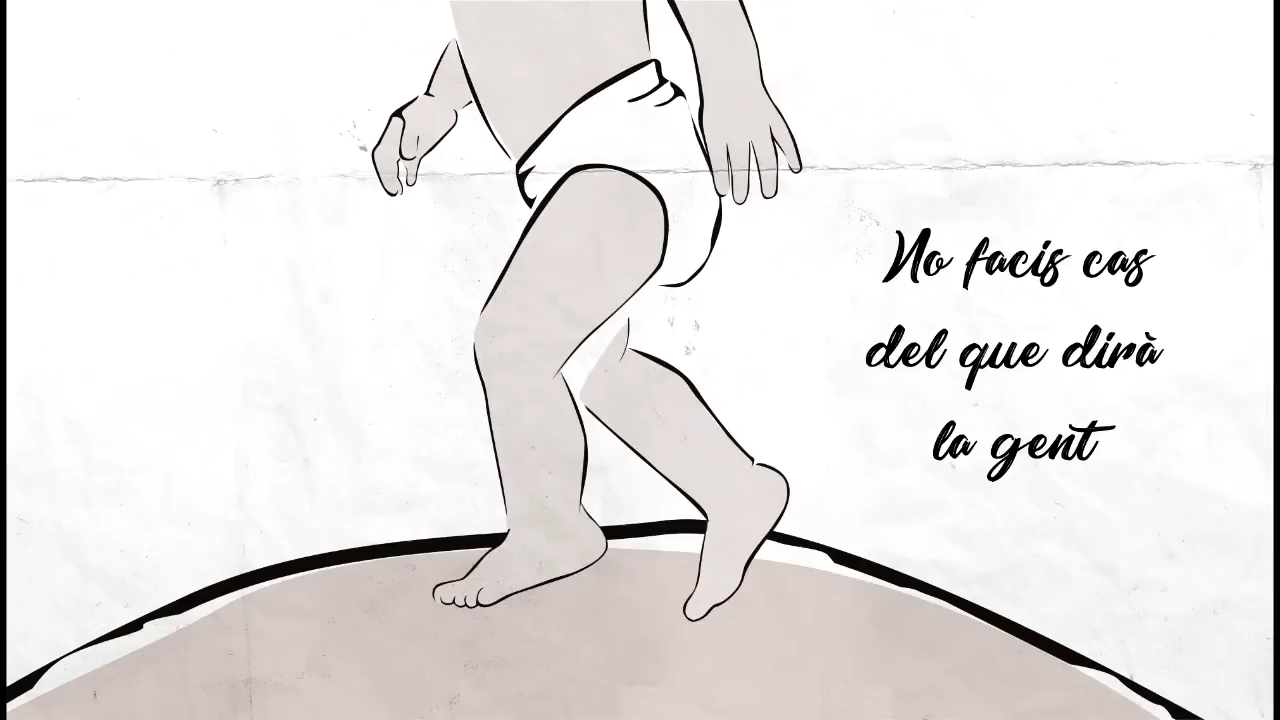 No facis cas
del que dirà
la gent